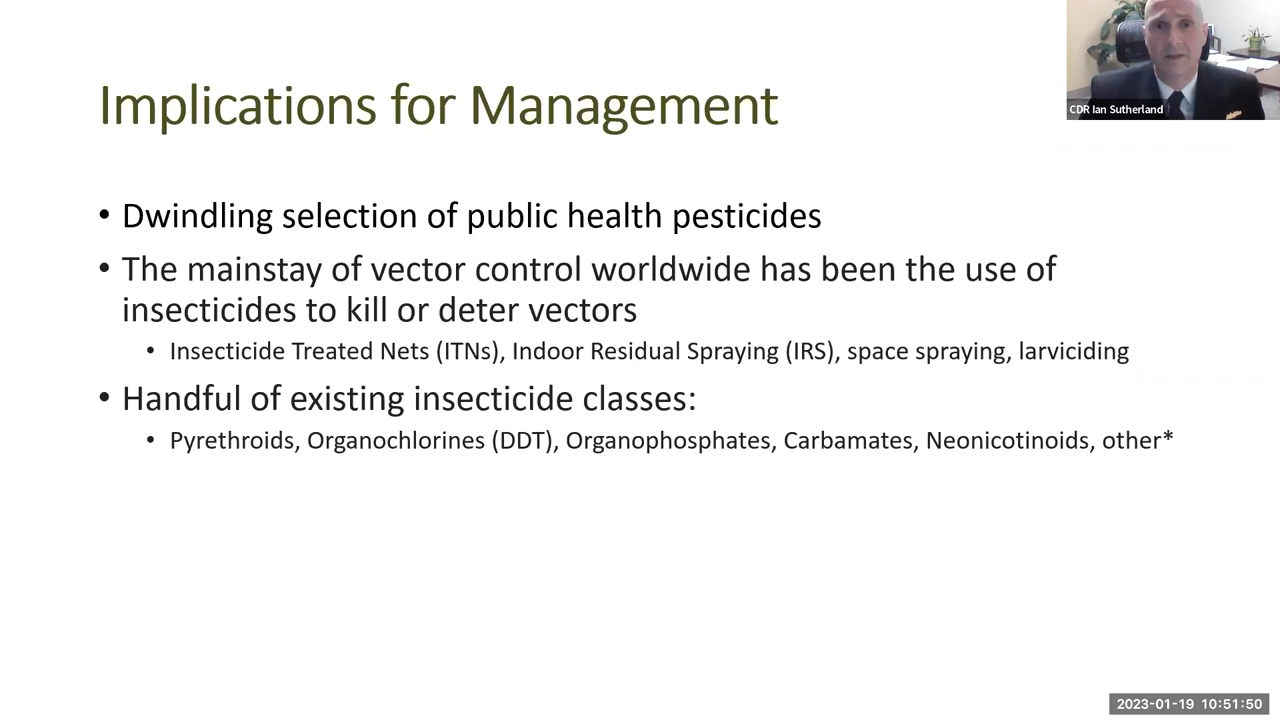 CDR Ian Sutherland
Implications for Management
• Dwindling selection of public health pesticides
• The mainstay of vector control worldwide has been the use of
insecticides to kill or deter vectors
• Insecticide Treated Nets (ITNs), Indoor Residual Spraying (IRS), space spraying, larviciding
• Handful of existing insecticide classes:
• Pyrethroids, Organochlorines (DDT), Organophosphates, Carbamates, Neonicotinoids, other*
2023-01-19 10:51:50